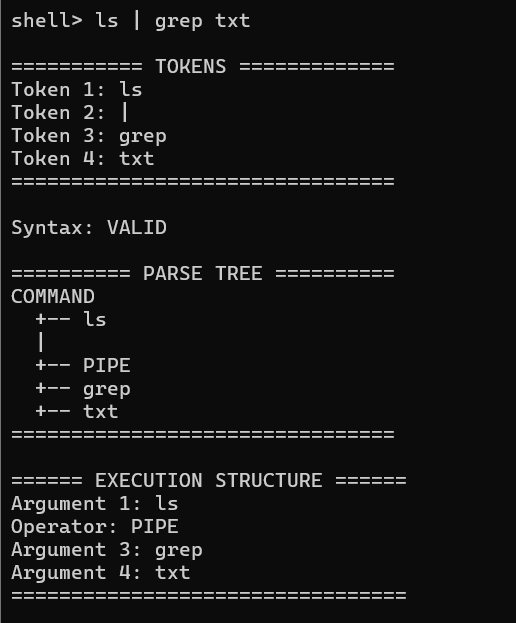 shell> ls | grep txt
=========== TOKENS =============
Token 1: ls
Token 2: |
Token 3: grep
Token 4: txt
================================
Syntax: VALID
========== PARSE TREE ==========
COMMAND
  +-- ls
  |
  +-- PIPE
  +-- grep
  +-- txt
================================
====== EXECUTION STRUCTURE ======
Argument 1: ls
Operator: PIPE
Argument 3: grep
Argument 4: txt
=================================